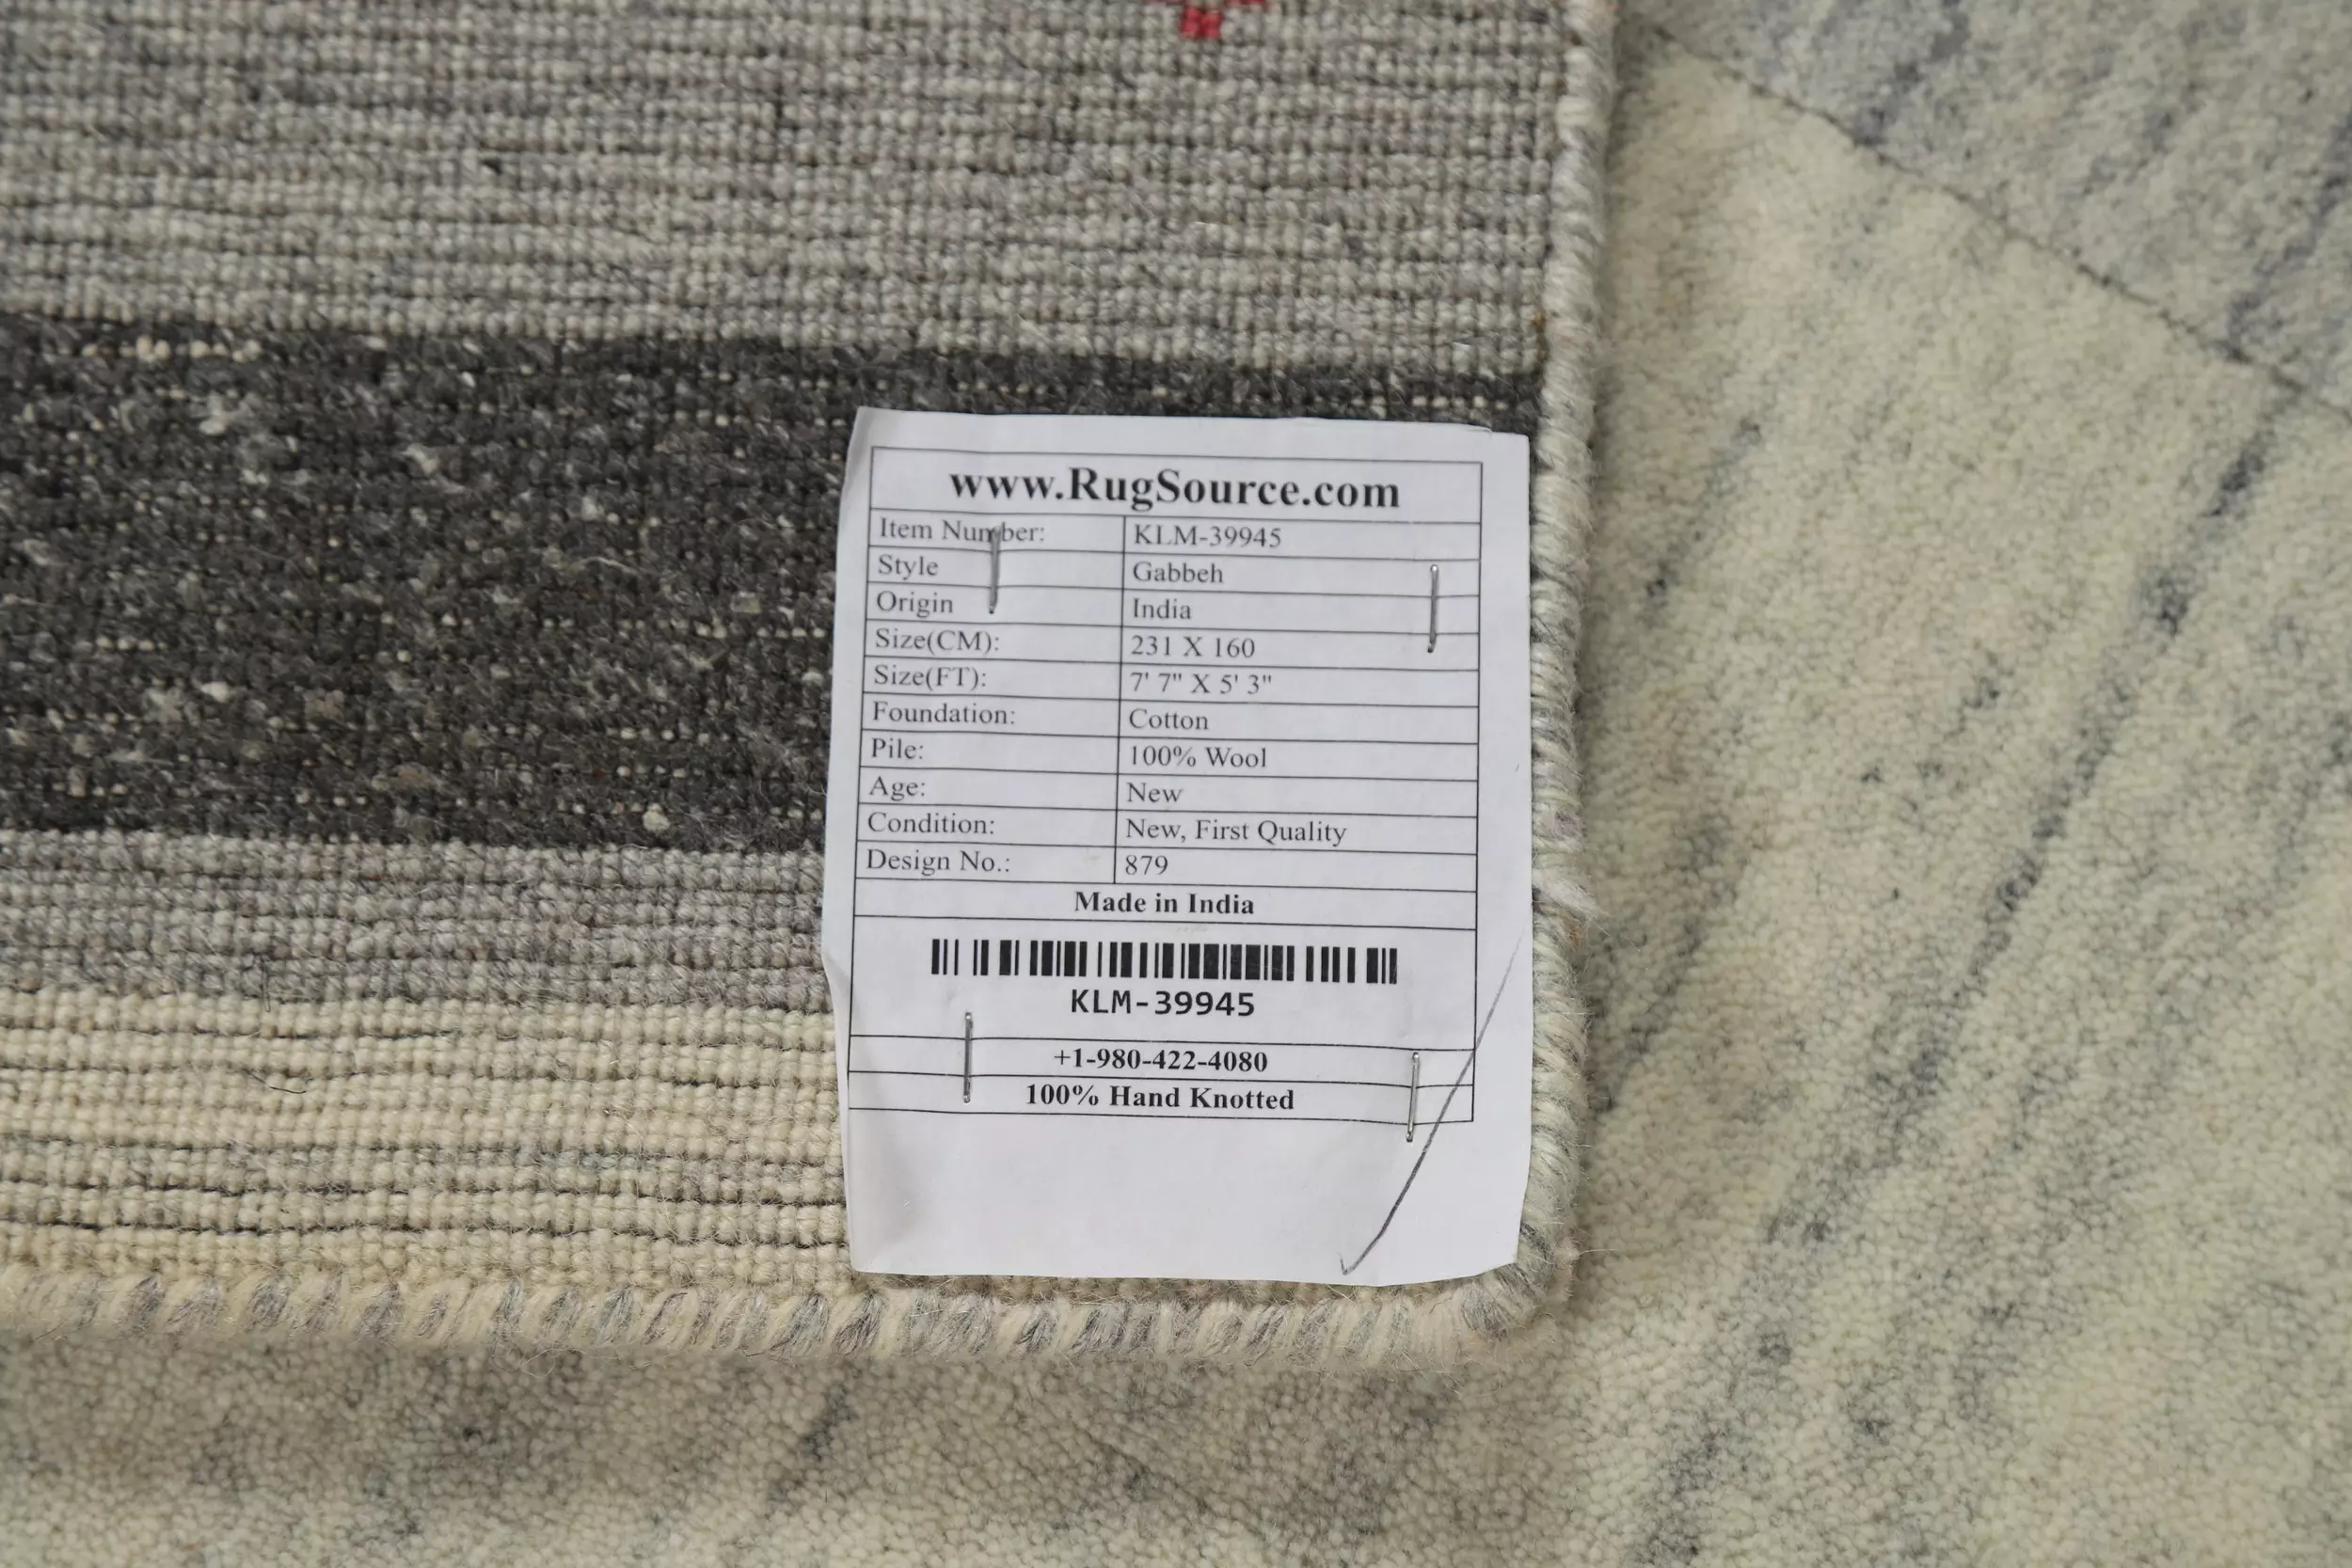 www.RugSource.com
Item Number: KLM-39945
Style Gabbeh
Origin India
Size(CM): 231 X 160
Size(FT): 7' 7" X 5' 3"
Foundation: Cotton
Pile: 100% Wool
Age: New
Condition: New, First Quality
Design No.: 879
Made in India
KLM-39945
+1-980-422-4080
100% Hand Knotted